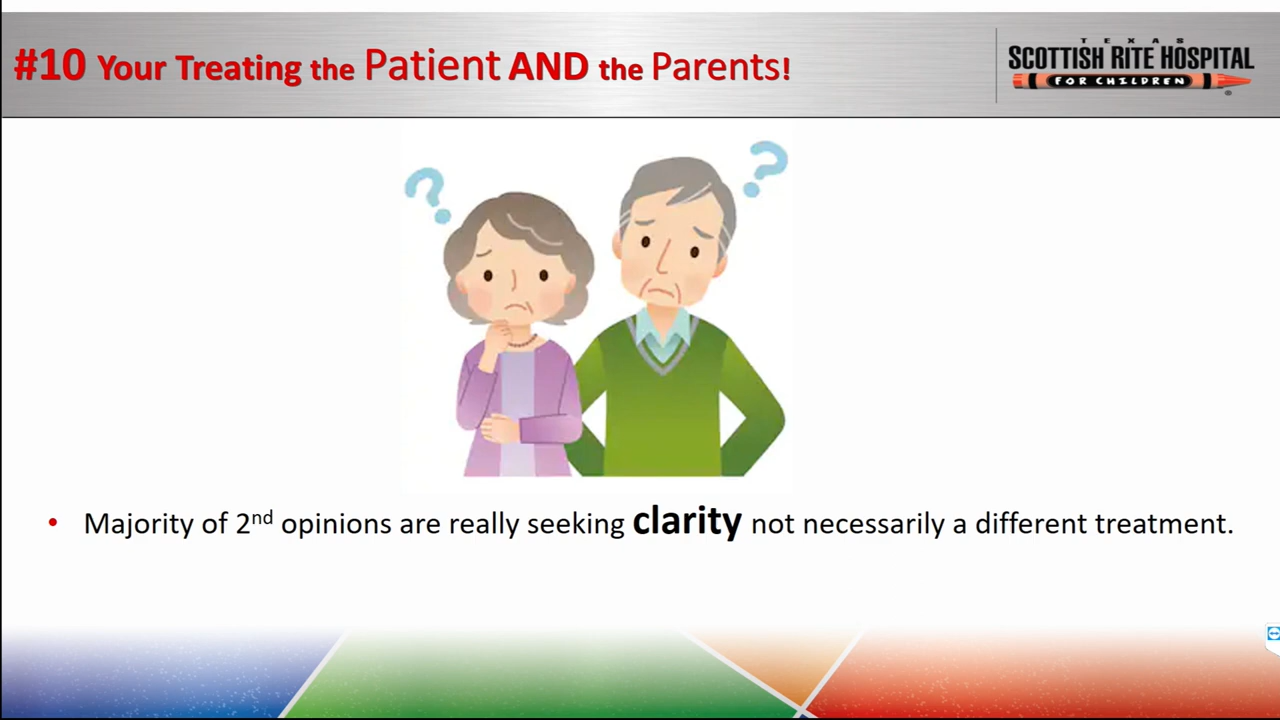 #10 Your Treating the Patient AND the Parents!
TEXAS
SCOTTISH RITE HOSPITAL
FOR CHILDREN
®
? ?
• Majority of 2nd opinions are really seeking clarity not necessarily a different treatment.